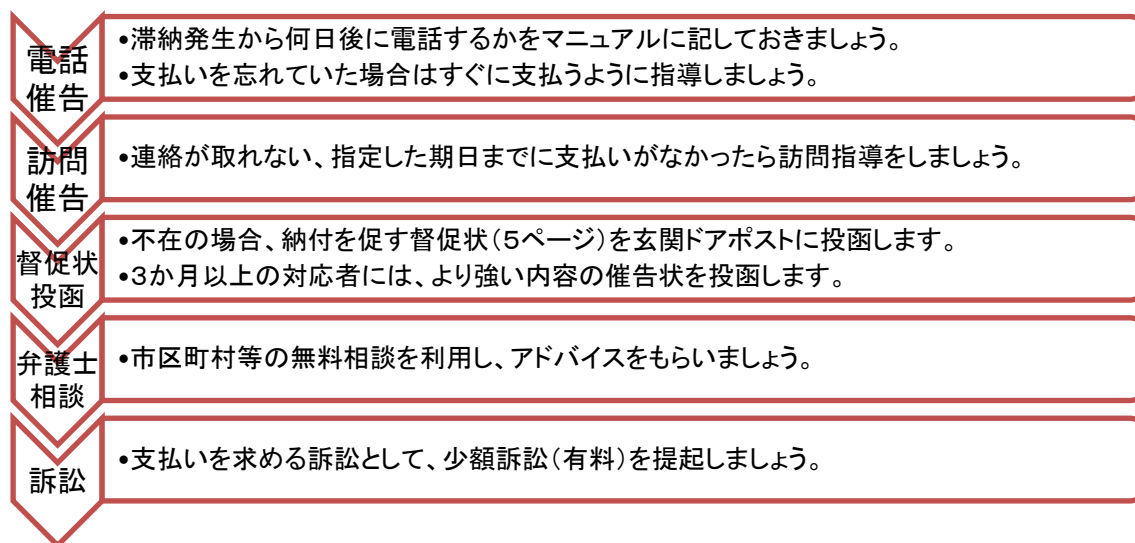 電話
催告
•滞納発生から何日後に電話するかをマニュアルに記しておきましょう。
•支払いを忘れていた場合はすぐに支払うように指導しましょう。
訪問
催告
•連絡が取れない、指定した期日までに支払いがなかったら訪問指導をしましょう。
督促状
投函
•不在の場合、納付を促す督促状（５ページ）を玄関ドアポストに投函します。
•３か月以上の対応者には、より強い内容の催告状を投函します。
弁護士
相談
•市区町村等の無料相談を利用し、アドバイスをもらいましょう。
訴訟
•支払いを求める訴訟として、少額訴訟（有料）を提起しましょう。